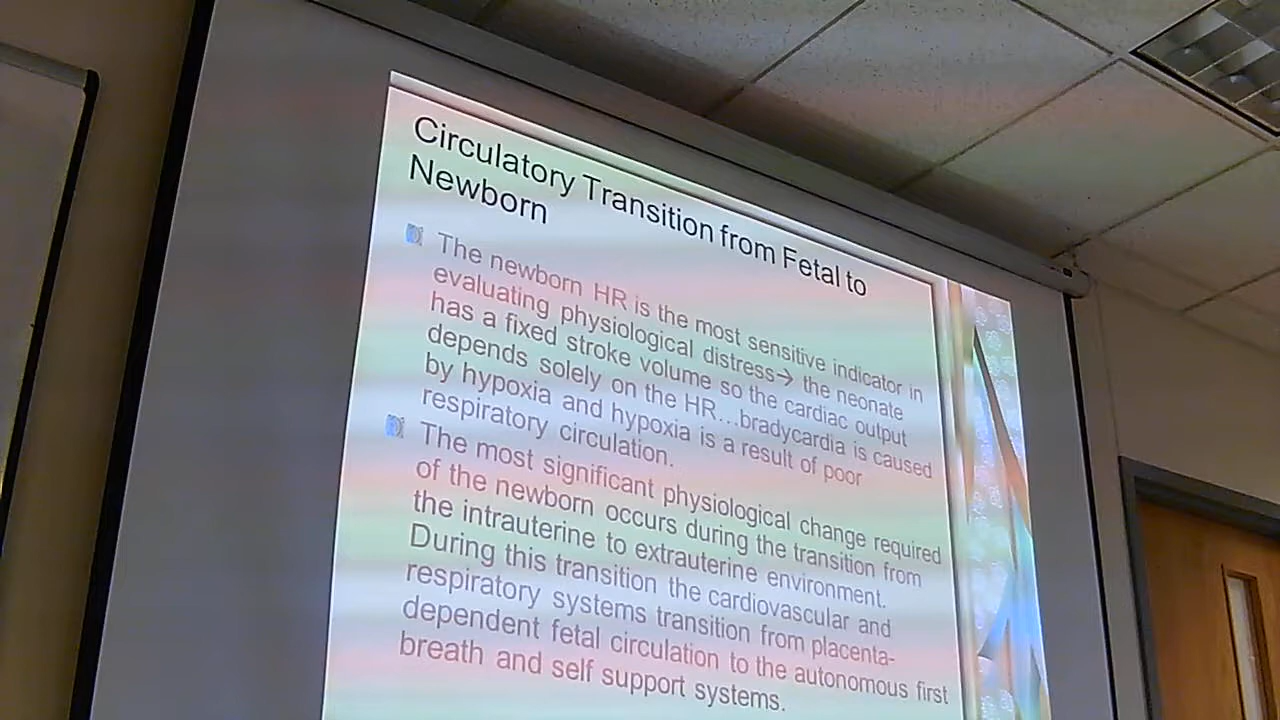 Circulatory Transition from Fetal to
Newborn
The newborn HR is the most sensitive indicator in
evaluating physiological distress→ the neonate
has a fixed stroke volume so the cardiac output
depends solely on the HR...bradycardia is caused
by hypoxia and hypoxia is a result of poor
respiratory circulation.
The most significant physiological change required
of the newborn occurs during the transition from
the intrauterine to extrauterine environment.
During this transition the cardiovascular and
respiratory systems transition from placenta-
dependent fetal circulation to the autonomous first
breath and self support systems.